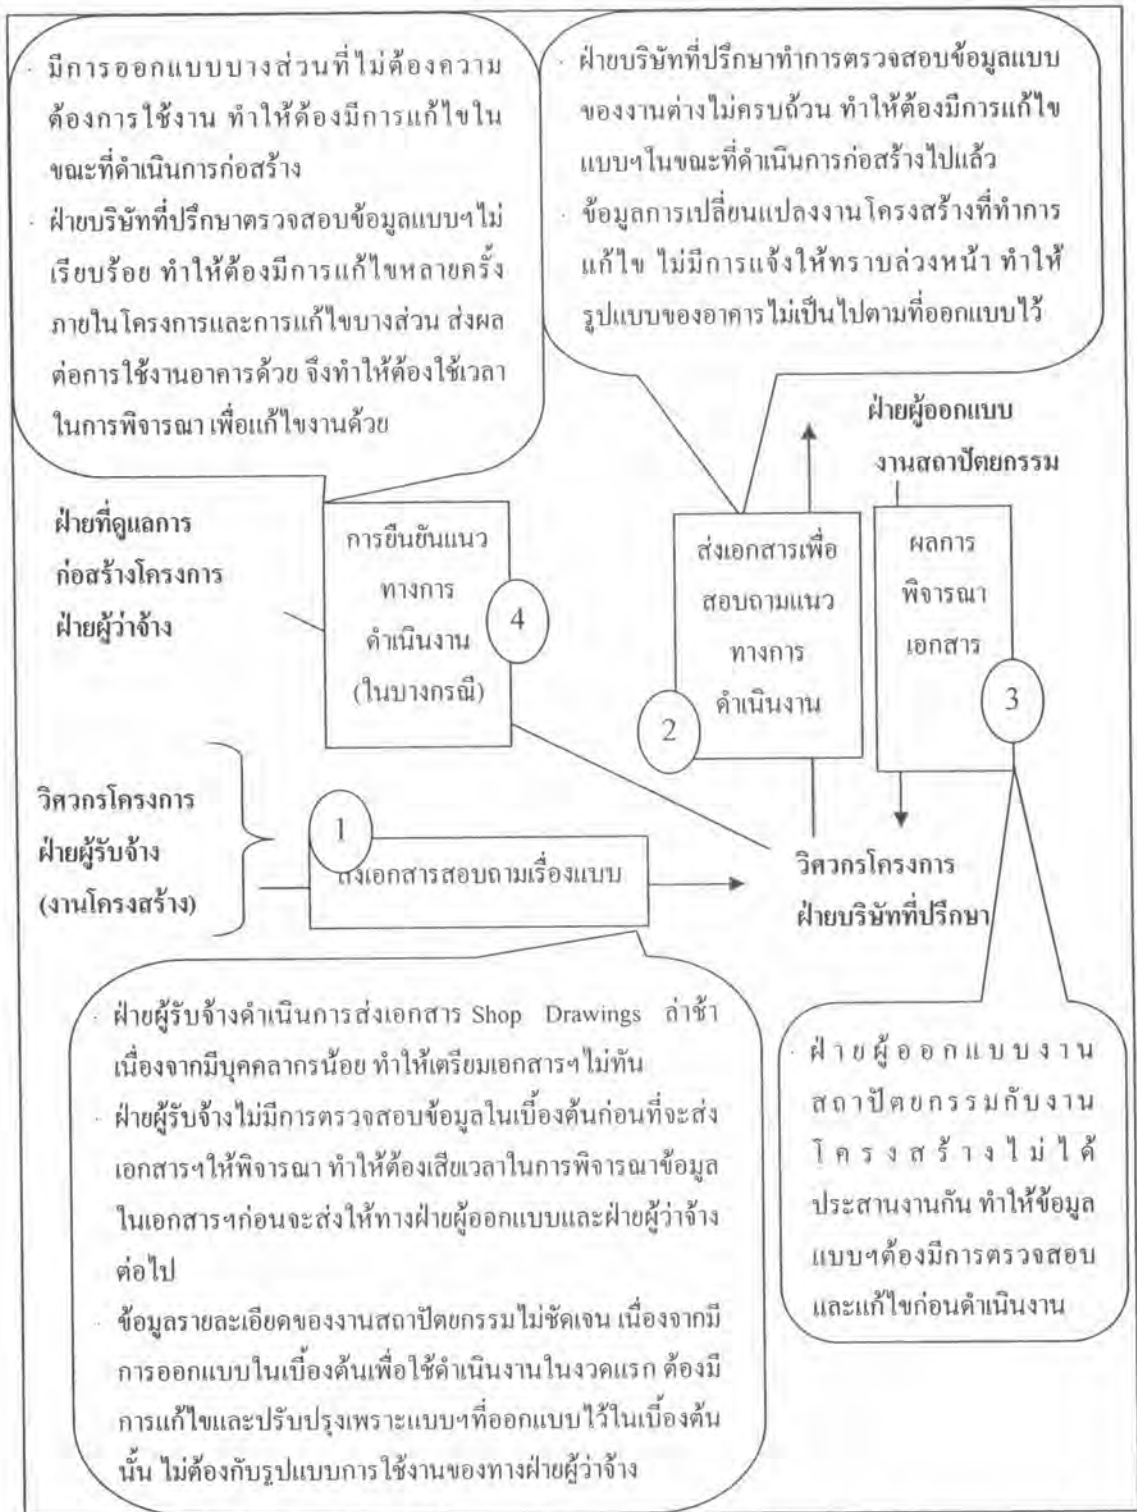 · มีการออกแบบบางส่วนที่ไม่ต้องความ
ต้องการใช้งาน ทำให้ต้องมีการแก้ไขใน
ขณะที่ดำเนินการก่อสร้าง
· ฝ่ายบริษัทที่ปรึกษาตรวจสอบข้อมูลแบบฯไม่
เรียบร้อย ทำให้ต้องมีการแก้ไขหลายครั้ง
ภายในโครงการและการแก้ไขบางส่วน ส่งผล
ต่อการใช้งานอาคารด้วย จึงทำให้ต้องใช้เวลา
ในการพิจารณา เพื่อแก้ไขงานด้วย
· ฝ่ายบริษัทที่ปรึกษาทำการตรวจสอบข้อมูลแบบ
ของงานต่างไม่ครบถ้วน ทำให้ต้องมีการแก้ไข
แบบฯในขณะที่ดำเนินการก่อสร้างไปแล้ว
· ข้อมูลการเปลี่ยนแปลงงานโครงสร้างที่ทำการ
แก้ไข ไม่มีการแจ้งให้ทราบล่วงหน้า ทำให้
รูปแบบของอาคารไม่เป็นไปตามที่ออกแบบไว้
ฝ่ายผู้ออกแบบ
งานสถาปัตยกรรม
ฝ่ายที่ดูแลการ
ก่อสร้างโครงการ
ฝ่ายผู้ว่าจ้าง
การยืนยันแนว
ทางการ
ดำเนินงาน
(ในบางกรณี)
4
ส่งเอกสารเพื่อ
สอบถามแนว
ทางการ
ดำเนินงาน
2
ผลการ
พิจารณา
เอกสาร
3
วิศวกรโครงการ
ฝ่ายผู้รับจ้าง
(งานโครงสร้าง)
1
ส่งเอกสารสอบถามเรื่องแบบ
วิศวกรโครงการ
ฝ่ายบริษัทที่ปรึกษา
· ฝ่ายผู้รับจ้างดำเนินการส่งเอกสาร Shop Drawings ล่าช้า
เนื่องจากมีบุคคลากรน้อย ทำให้เตรียมเอกสารฯไม่ทัน
· ฝ่ายผู้รับจ้างไม่มีการตรวจสอบข้อมูลในเบื้องต้นก่อนที่จะส่ง
เอกสารฯให้พิจารณา ทำให้ต้องเสียเวลาในการพิจารณาข้อมูล
ในเอกสารฯก่อนจะส่งให้ทางฝ่ายผู้ออกแบบและฝ่ายผู้ว่าจ้าง
ต่อไป
· ข้อมูลรายละเอียดของงานสถาปัตยกรรมไม่ชัดเจน เนื่องจากมี
การออกแบบในเบื้องต้นเพื่อใช้ดำเนินงานในงวดแรก ต้องมี
การแก้ไขและปรับปรุงเพราะแบบฯที่ออกแบบไว้ในเบื้องต้น
นั้น ไม่ต้องกับรูปแบบการใช้งานของทางฝ่ายผู้ว่าจ้าง
· ฝ่ายผู้ออกแบบงาน
สถาปัตยกรรมกับงาน
โครงสร้างไม่ได้
ประสานงานกัน ทำให้ข้อมูล
แบบฯต้องมีการตรวจสอบ
และแก้ไขก่อนดำเนินงาน